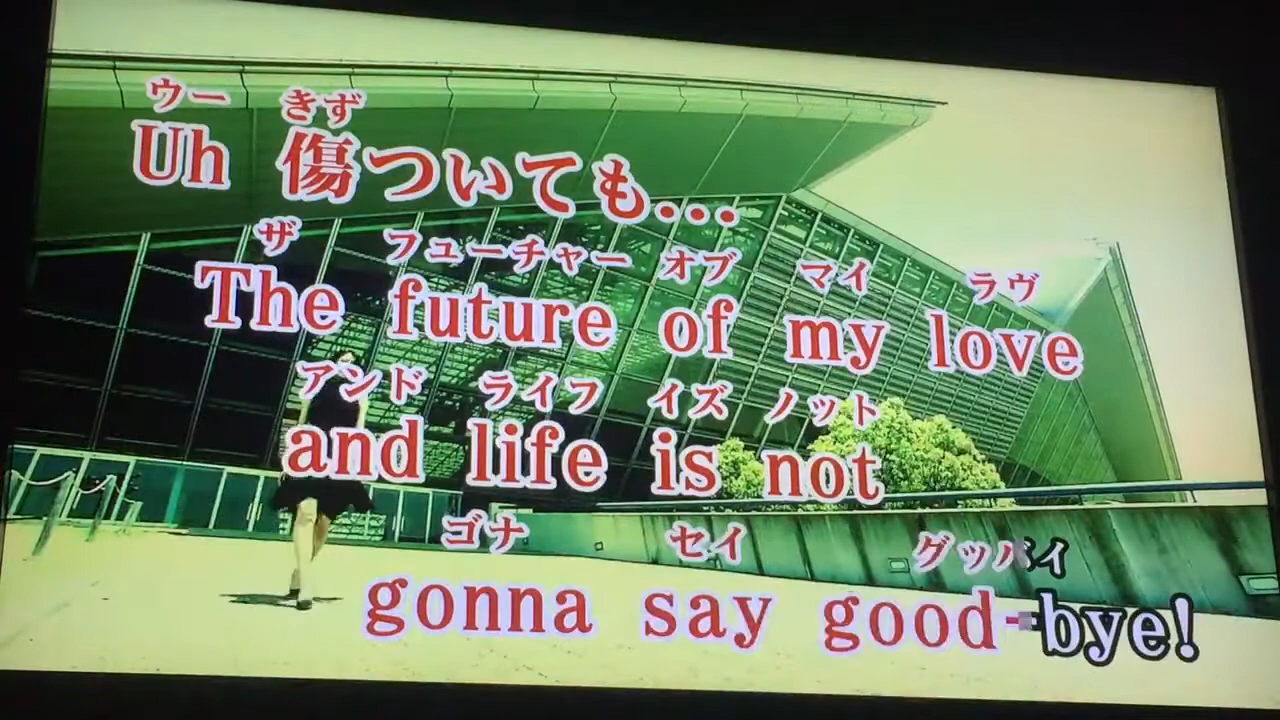 ウー きず
Uh 傷ついても...
ザ フューチャー オブ マイ ラヴ
The future of my love
アンド ライフ イズ ノット
and life is not
ゴナ セイ グッバイ
gonna say good-bye!